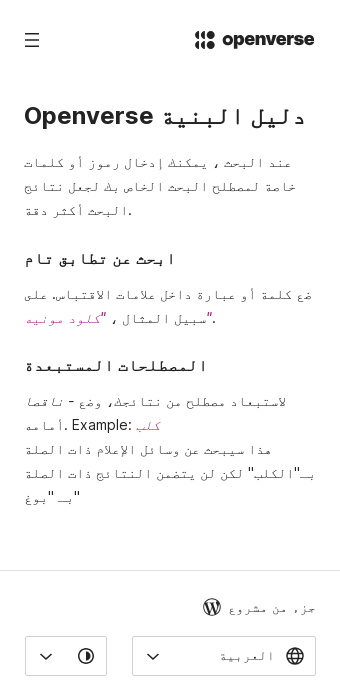 openverse
دليل البنية Openverse
عند البحث ، يمكنك إدخال رموز أو كلمات
خاصة لمصطلح البحث الخاص بك لجعل نتائج
البحث أكثر دقة.
ابحث عن تطابق تام
ضع كلمة أو عبارة داخل علامات الاقتباس. على
سبيل المثال ، "كلود مونيه".
المصطلحات المستبعدة
لاستبعاد مصطلح من نتائجك، وضع - ناقصا
أمامه. Example: كلب
هذا سيبحث عن وسائل الإعلام ذات الصلة
بـ"الكلب" لكن لن يتضمن النتائج ذات الصلة
بـ "بوغ"
جزء من مشروع
العربية